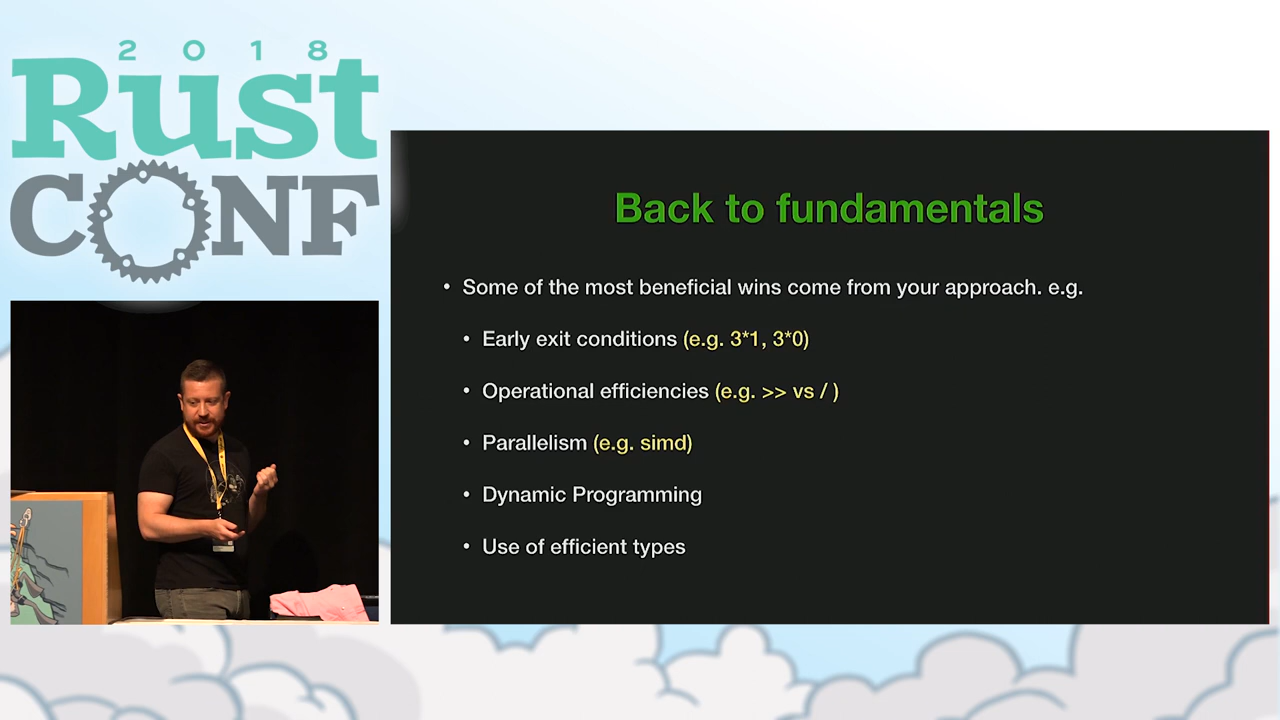 2018
Rust
CONF
Back to fundamentals
• Some of the most beneficial wins come from your approach. e.g.
• Early exit conditions (e.g. 3*1, 3*0)
• Operational efficiencies (e.g. >> vs / )
• Parallelism (e.g. simd)
• Dynamic Programming
• Use of efficient types